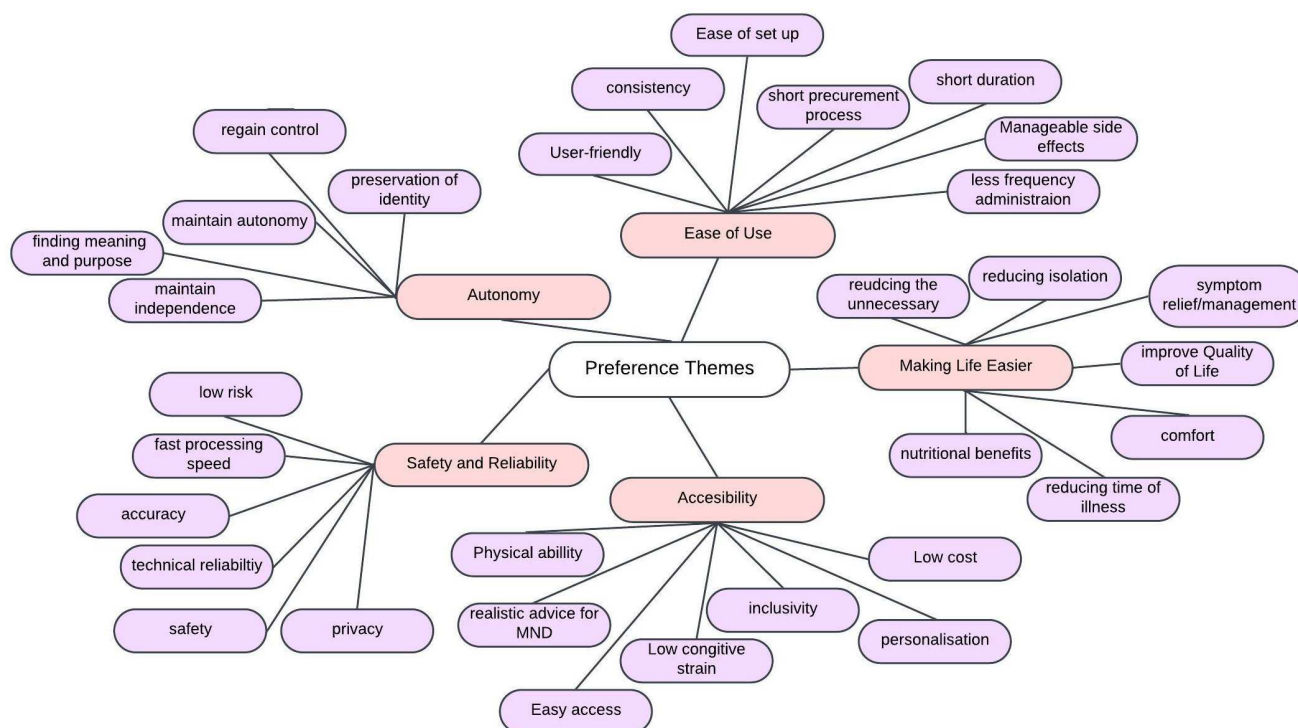 Ease of set up
consistency
short precurement
process
short duration
User-friendly
Manageable side
effects
less frequency
administraion
Ease of Use
regain control
preservation of
identity
maintain autonomy
finding meaning
and purpose
maintain
independence
Autonomy
reudcing the
unnecessary
reducing isolation
symptom
relief/management
Making Life Easier
improve Quality
of Life
comfort
nutritional benefits
reducing time of
illness
Preference Themes
low risk
fast processing
speed
Safety and Reliability
accuracy
technical reliabiltiy
safety
privacy
Accesibility
Physical abillity
Low cost
realistic advice for
MND
inclusivity
personalisation
Low congitive
strain
Easy access